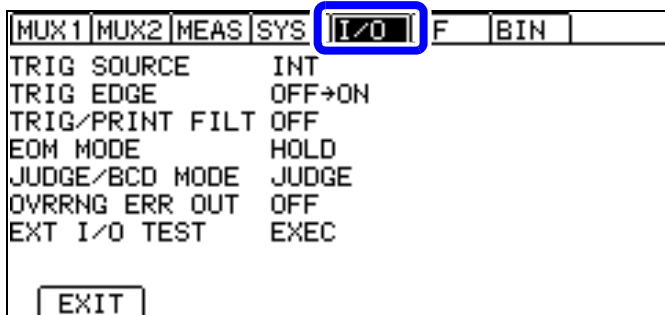 MUX1 MUX2 MEAS SYS I/O F BIN
TRIG SOURCE INT
TRIG EDGE OFF→ON
TRIG/PRINT FILT OFF
EOM MODE HOLD
JUDGE/BCD MODE JUDGE
OVRRNG ERR OUT OFF
EXT I/O TEST EXEC
EXIT